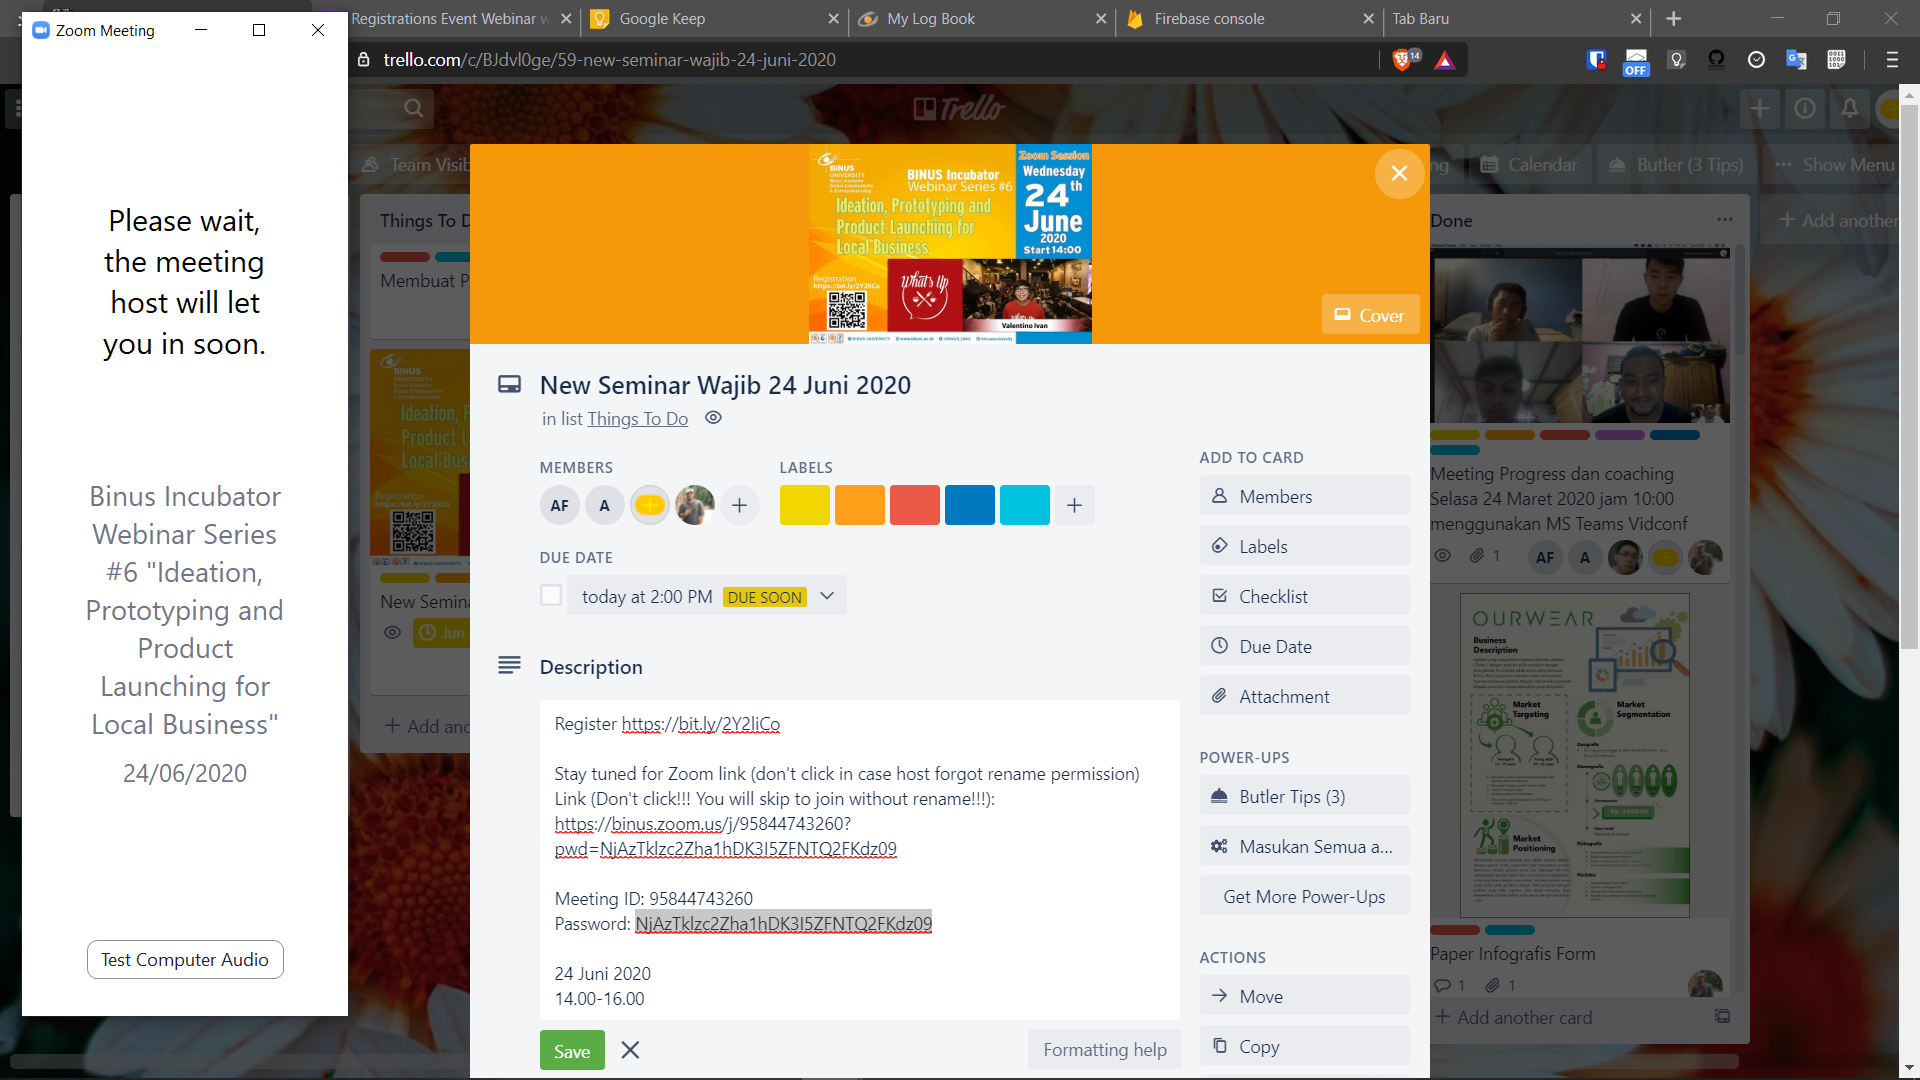 Zoom Meeting
Please wait,
the meeting
host will let
you in soon.
Binus Incubator
Webinar Series
#6 "Ideation,
Prototyping and
Product
Launching for
Local Business"
24/06/2020
Test Computer Audio
Registrations Event Webinar w
Google Keep
My Log Book
Firebase console
Tab Baru
trello.com/c/BJdvl0ge/59-new-seminar-wajib-24-juni-2020
14
OFF
Trello
Team Visib
Calendar
Butler (3 Tips)
Show Menu
Things To D
Membuat P
New Semina
Jun
Add ano
BINUS
UNIVERSITY
BINUS Incubator
Webinar Series #6
Ideation, Prototyping and
Product Launching for
Local Business
Zoom Session
Wednesday
24th
June
2020
Start 14:00
Registration
https://bit.ly/2Y2liCo
What's Up
Valentino Ivan
Cover
New Seminar Wajib 24 Juni 2020
in list Things To Do
MEMBERS
AF
A
LABELS
DUE DATE
today at 2:00 PM
DUE SOON
Description
Register https://bit.ly/2Y2liCo
Stay tuned for Zoom link (don't click in case host forgot rename permission)
Link (Don't click!!! You will skip to join without rename!!!):
https://binus.zoom.us/j/95844743260?
pwd=NjAzTklzc2Zha1hDK3I5ZFNTQ2FKdz09
Meeting ID: 95844743260
Password: NjAzTklzc2Zha1hDK3I5ZFNTQ2FKdz09
24 Juni 2020
14.00-16.00
Save
Formatting help
ADD TO CARD
Members
Labels
Checklist
Due Date
Attachment
POWER-UPS
Butler Tips (3)
Masukan Semua a...
Get More Power-Ups
ACTIONS
Move
Copy
Done
Add another
Meeting Progress dan coaching
Selasa 24 Maret 2020 jam 10:00
menggunakan MS Teams Vidconf
1
AF
A
OURWEAR
Business
Description
Market
Targeting
Market
Segmentation
Market
Positioning
Paper Infografis Form
1
1
Add another card